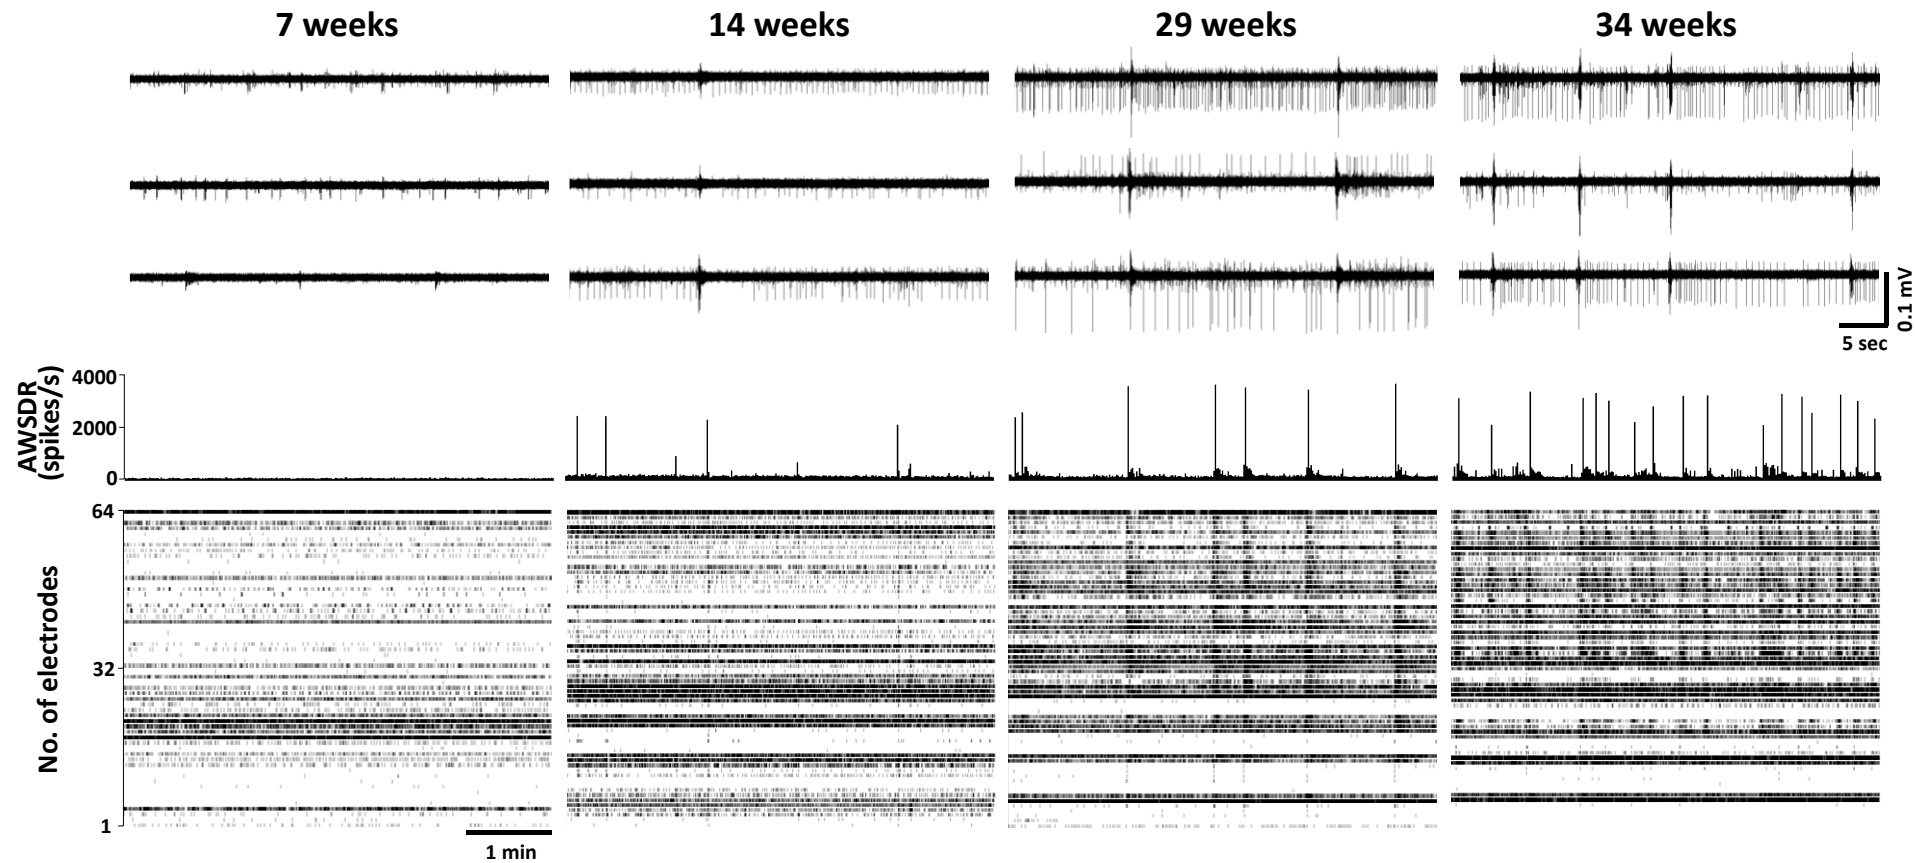 7 weeks 14 weeks 29 weeks 34 weeks
0.1 mV
5 sec
AWSDR
(spikes/s)
4000
2000
0
No. of electrodes
64
32
1
1 min